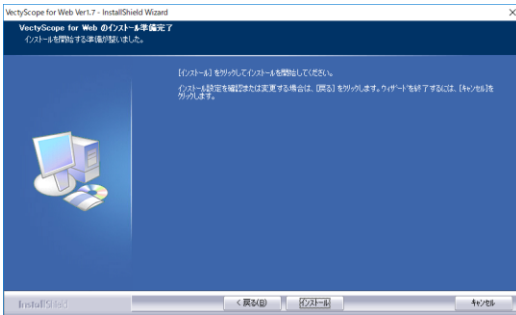 VectyScope for Web Ver1.7 - InstallShield Wizard
VectyScope for Web のインストール準備完了
インストールを開始する準備が整いました。
[インストール] をクリックしてインストールを開始してください。
インストール設定を確認または変更する場合は、[戻る] をクリックします。ウィザードを終了するには、[キャンセル]を
クリックします。
InstallShield
< 戻る(B)
インストール
キャンセル